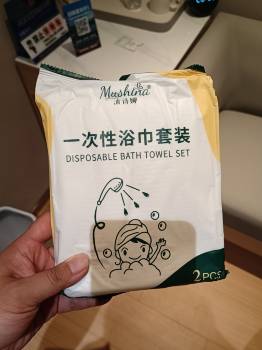 Mushina
一次性浴巾套装
DISPOSABLE BATH TOWEL SET
2PCS